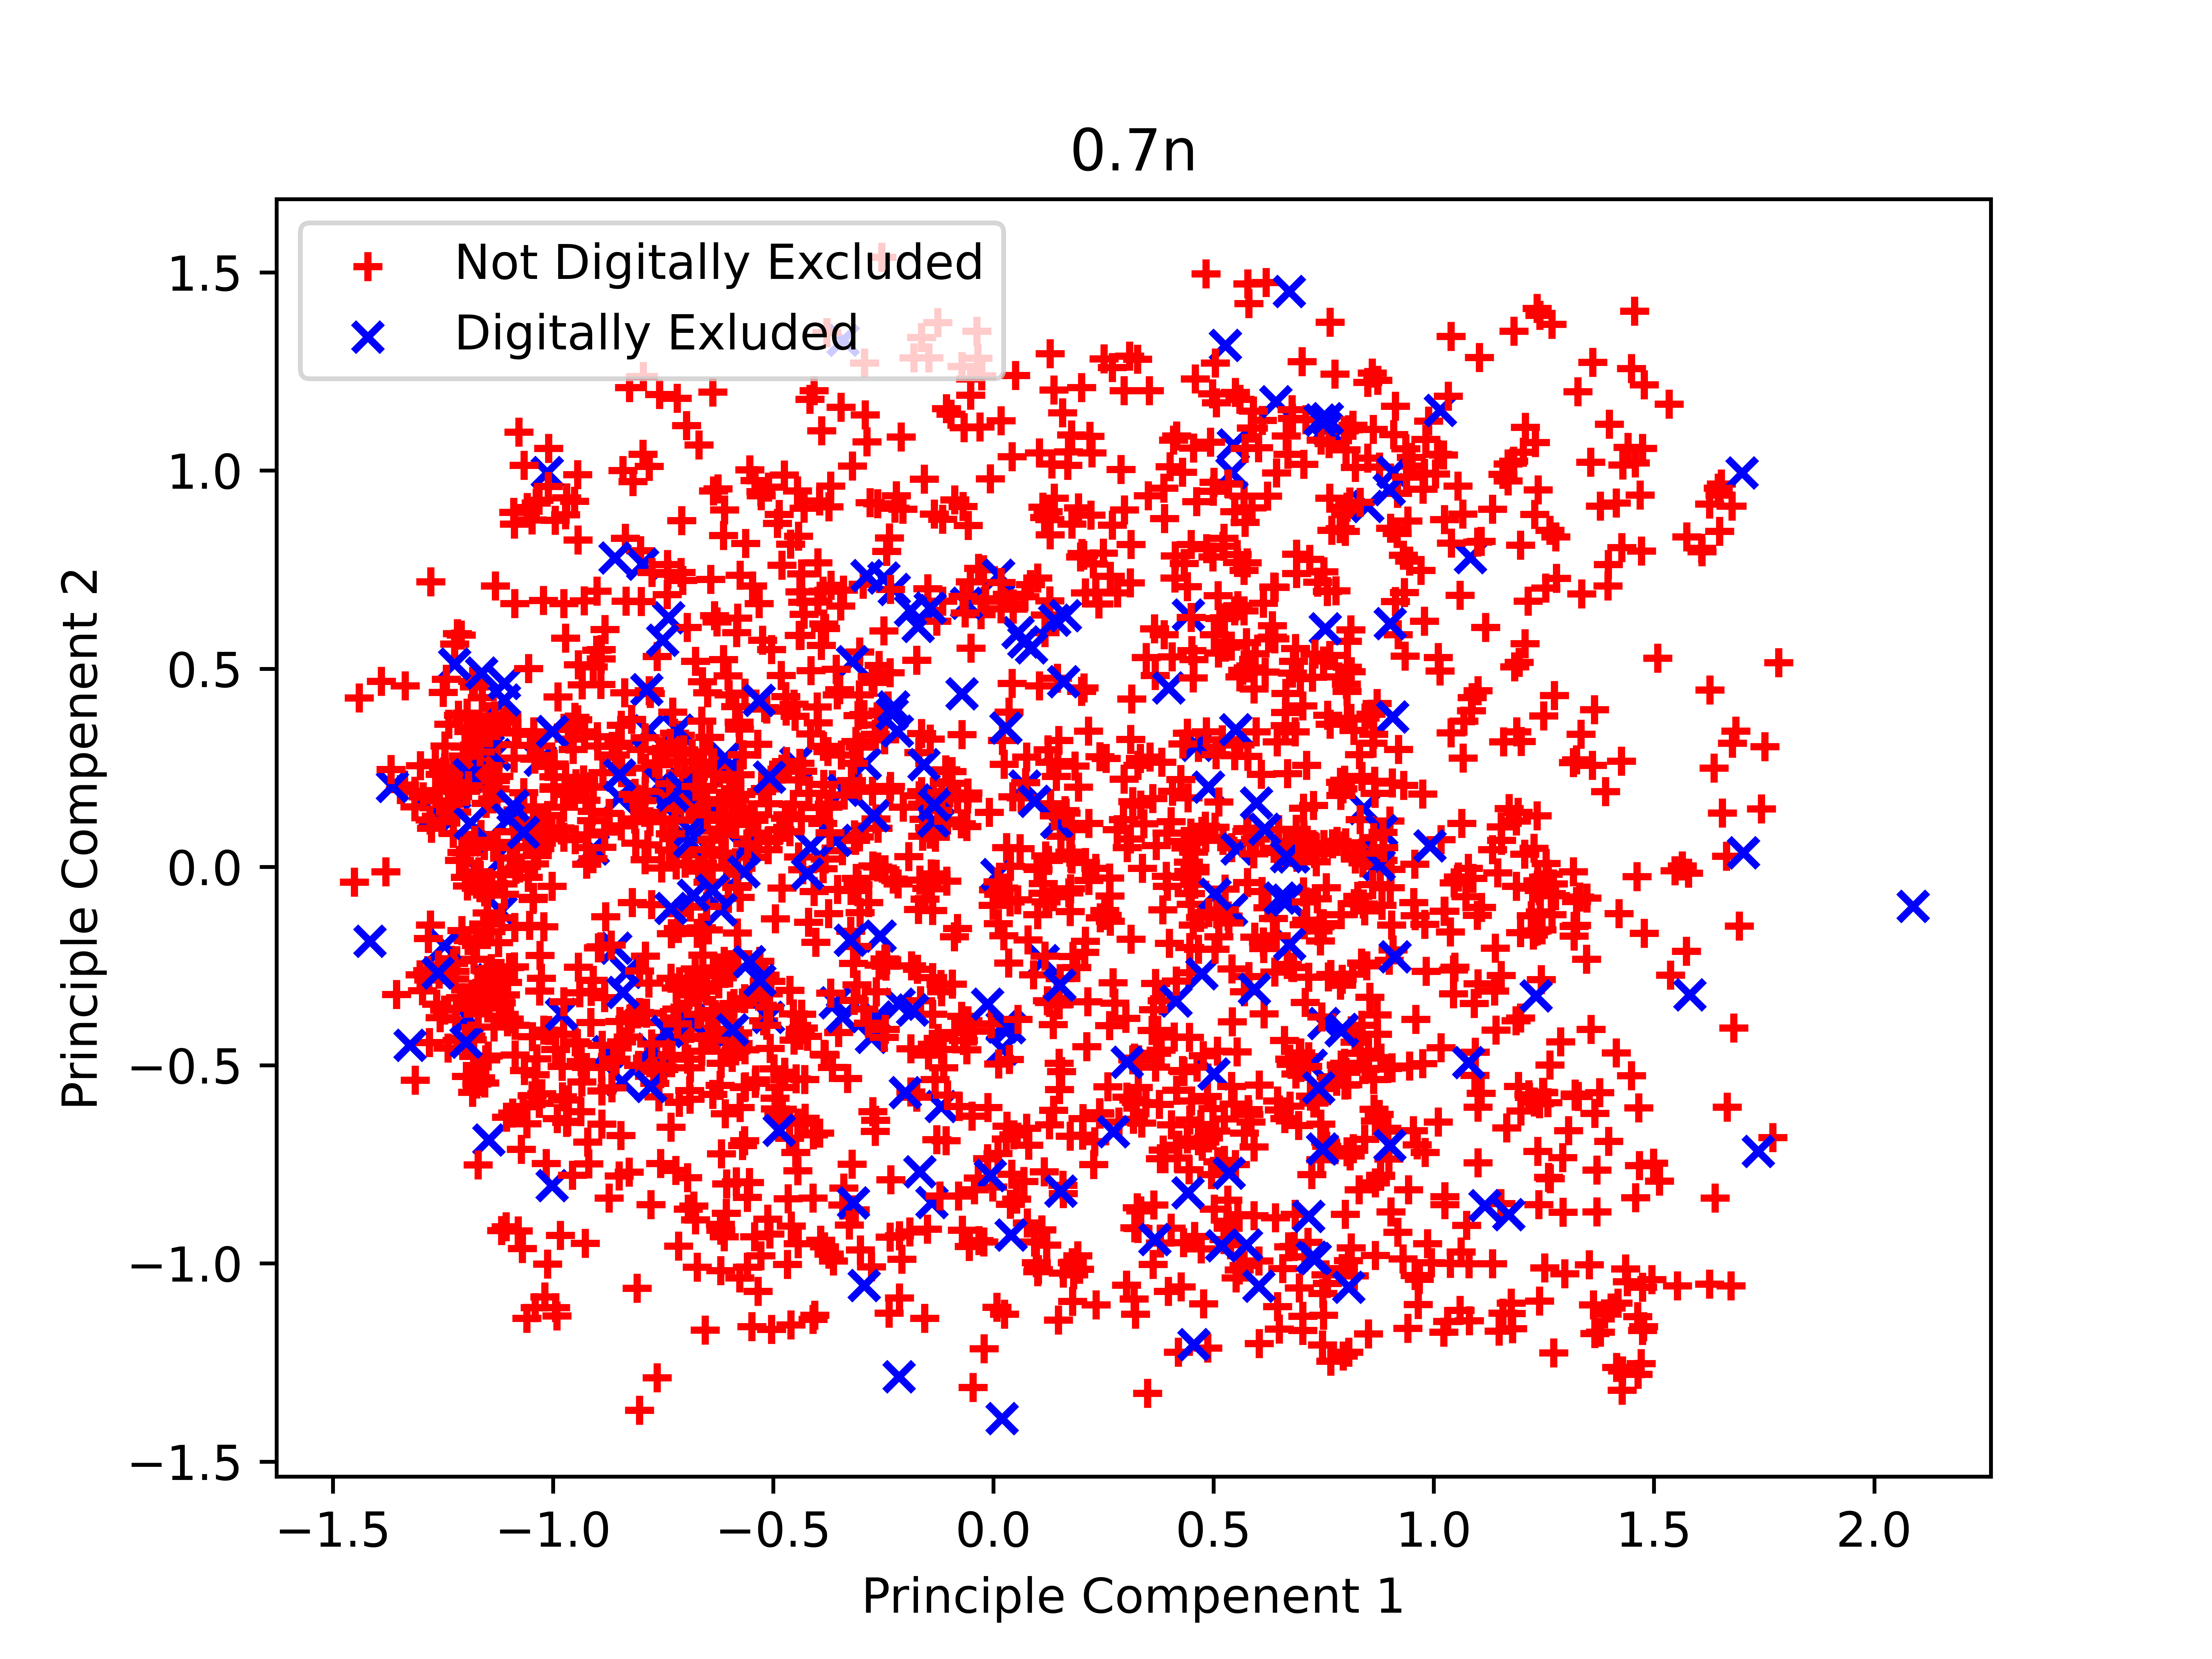 0.7n
Not Digitally Excluded
Digitally Exluded
1.5
1.0
0.5
0.0
−0.5
−1.0
−1.5
Principle Component 2
−1.5 −1.0 −0.5 0.0 0.5 1.0 1.5 2.0
Principle Component 1